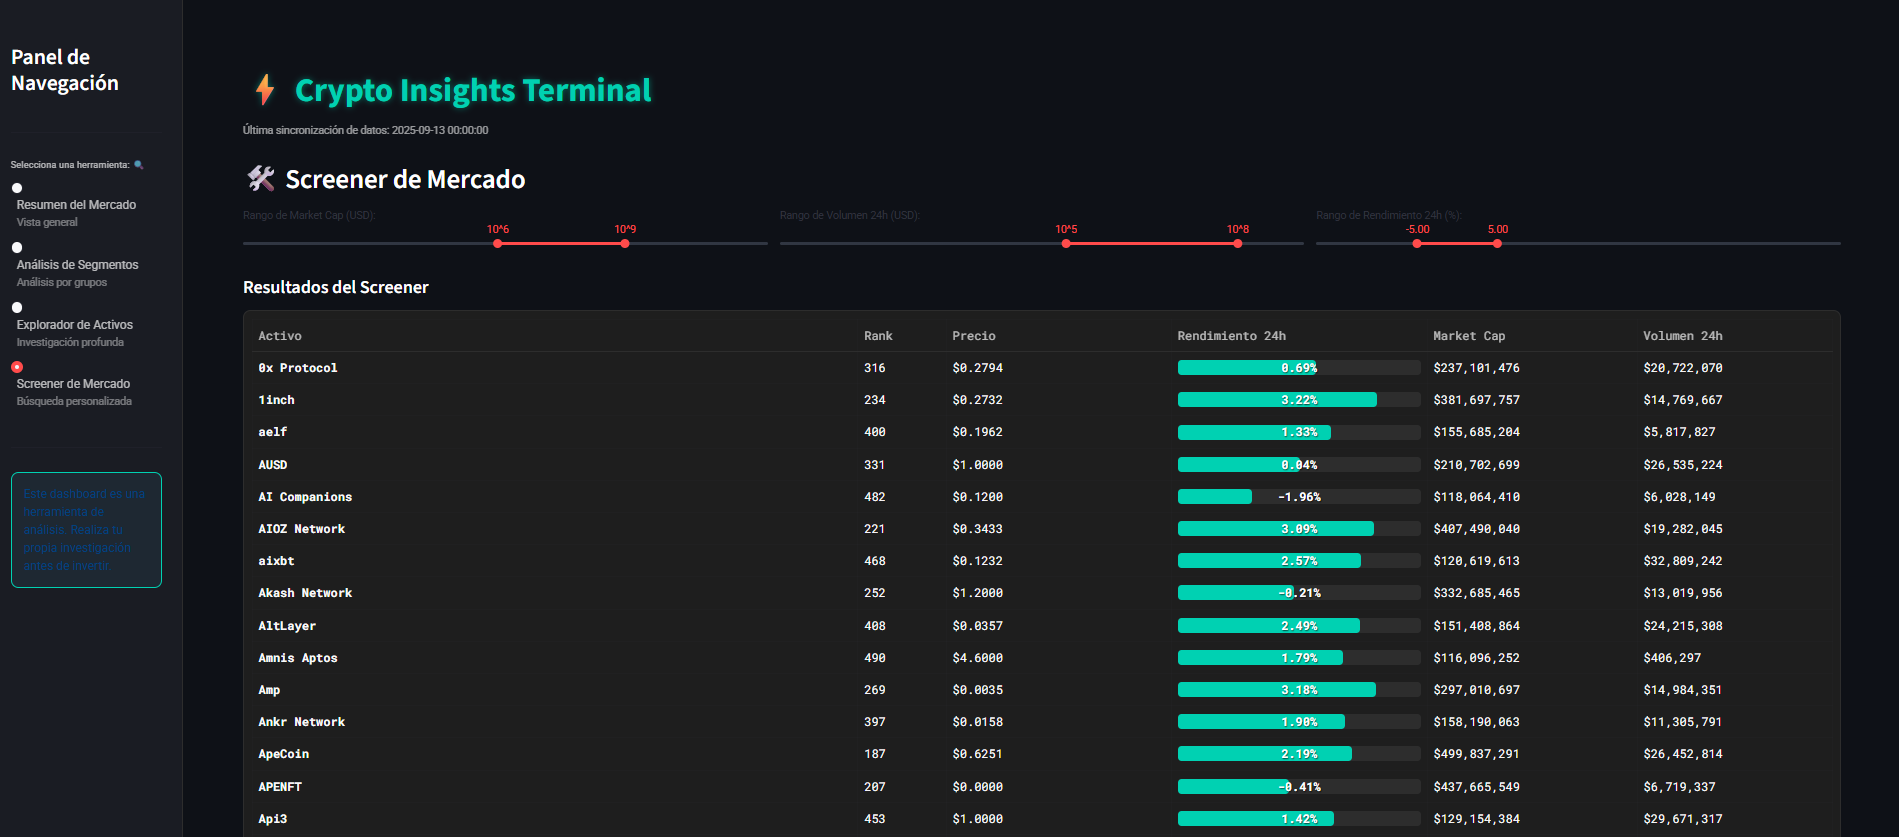 Panel de
Navegación
Selecciona una herramienta:
Resumen del Mercado
Vista general
Análisis de Segmentos
Análisis por grupos
Explorador de Activos
Investigación profunda
Screener de Mercado
Búsqueda personalizada
Este dashboard es una
herramienta de
análisis. Realiza tu
propia investigación
antes de invertir.
Crypto Insights Terminal
Última sincronización de datos: 2025-09-13 00:00:00
Screener de Mercado
Rango de Market Cap (USD): Rango de Volumen 24h (USD): Rango de Rendimiento 24h (%):
10^6 10^9 10^5 10^8 -5.00 5.00
Resultados del Screener
Activo Rank Precio Rendimiento 24h Market Cap Volumen 24h
0x Protocol 316 $0.2794 0.69% $237,101,476 $20,722,070
1inch 234 $0.2732 3.22% $381,697,757 $14,769,667
aelf 400 $0.1962 1.33% $155,685,204 $5,817,827
AUSD 331 $1.0000 0.04% $210,702,699 $26,535,224
AI Companions 482 $0.1200 -1.96% $118,064,410 $6,028,149
AIOZ Network 221 $0.3433 3.09% $407,490,040 $19,282,045
aixbt 468 $0.1232 2.57% $120,619,613 $32,809,242
Akash Network 252 $1.2000 -0.21% $332,685,465 $13,019,956
AltLayer 408 $0.0357 2.49% $151,408,864 $24,215,308
Amnis Aptos 490 $4.6000 1.79% $116,096,252 $406,297
Amp 269 $0.0035 3.18% $297,010,697 $14,984,351
Ankr Network 397 $0.0158 1.90% $158,190,063 $11,305,791
ApeCoin 187 $0.6251 2.19% $499,837,291 $26,452,814
APENFT 207 $0.0000 -0.41% $437,665,549 $6,719,337
Api3 453 $1.0000 1.42% $129,154,384 $29,671,317